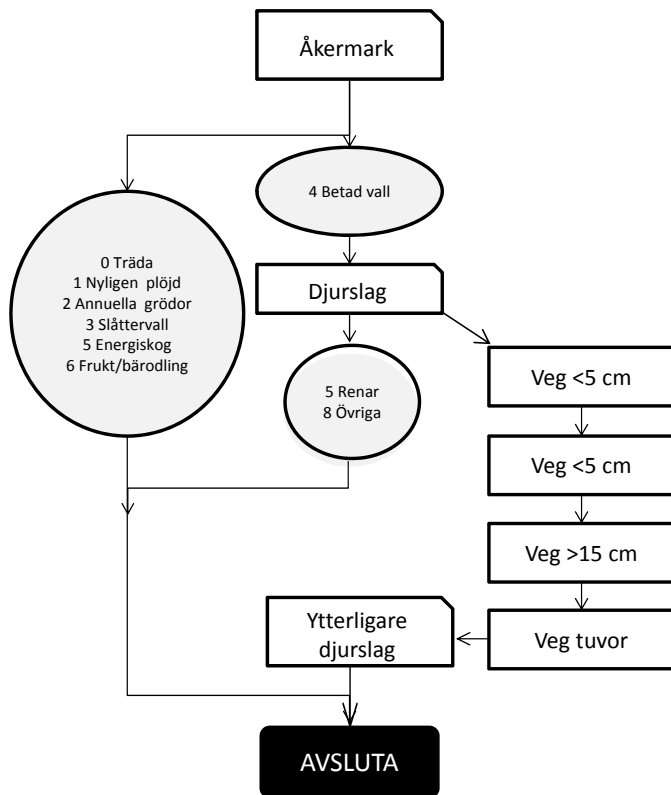 Åkermark
4 Betad vall
0 Träda
1 Nyligen plöjd
2 Annuella grödor
3 Slåttervall
5 Energiskog
6 Frukt/bärodling
Djurslag
5 Renar
8 Övriga
Veg <5 cm
Veg <5 cm
Veg >15 cm
Veg tuvor
Ytterligare
djurslag
AVSLUTA